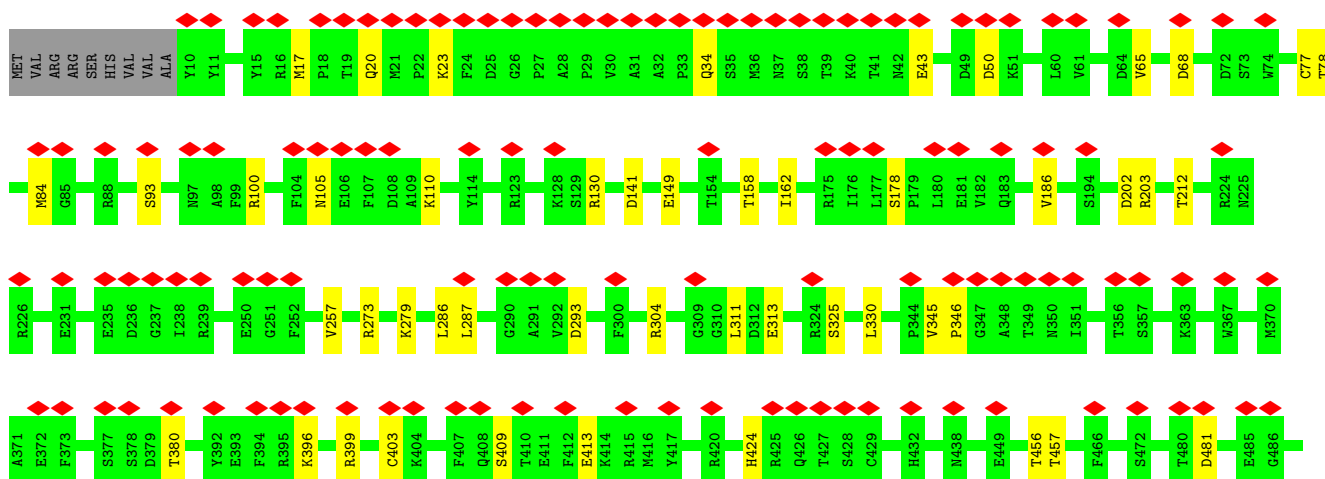 MET VAL ARG ARG SER HIS VAL VAL ALA Y10 Y11 Y15 R16 M17 P18 T19 Q20 M21 P22 K23 F24 D25 G26 P27 A28 P29 V30 A31 A32 P33 Q34 S35 M36 N37 S38 T39 K40 T41 N42 E43 D49 D50 K51 L60 V61 D64 V65 D68 D72 S73 W74 C77 T78
M84 G85 R88 S93 N97 A98 F99 R100 F104 N105 E106 F107 D108 A109 K110 Y114 R123 K128 S129 R130 D141 E149 T154 T158 I162 R175 I176 L177 S178 P179 L180 E181 V182 Q183 V186 S194 D202 R203 T212 R224 N225
R226 E231 E235 D236 G237 I238 R239 E250 G251 F252 V257 R273 K279 L286 L287 G290 A291 V292 D293 F300 R304 G309 G310 L311 D312 E313 R324 S325 L330 P344 V345 P346 G347 A348 T349 N350 I351 T356 S357 K363 W367 M370
A371 E372 F373 S377 S378 D379 T380 Y392 E393 F394 R395 K396 R399 C403 K404 F407 Q408 S409 T410 E411 F412 E413 K414 R415 M416 Y417 R420 H424 R425 Q426 T427 S428 C429 H432 N438 E449 T456 T457 F466 S472 T480 D481 E485 G486